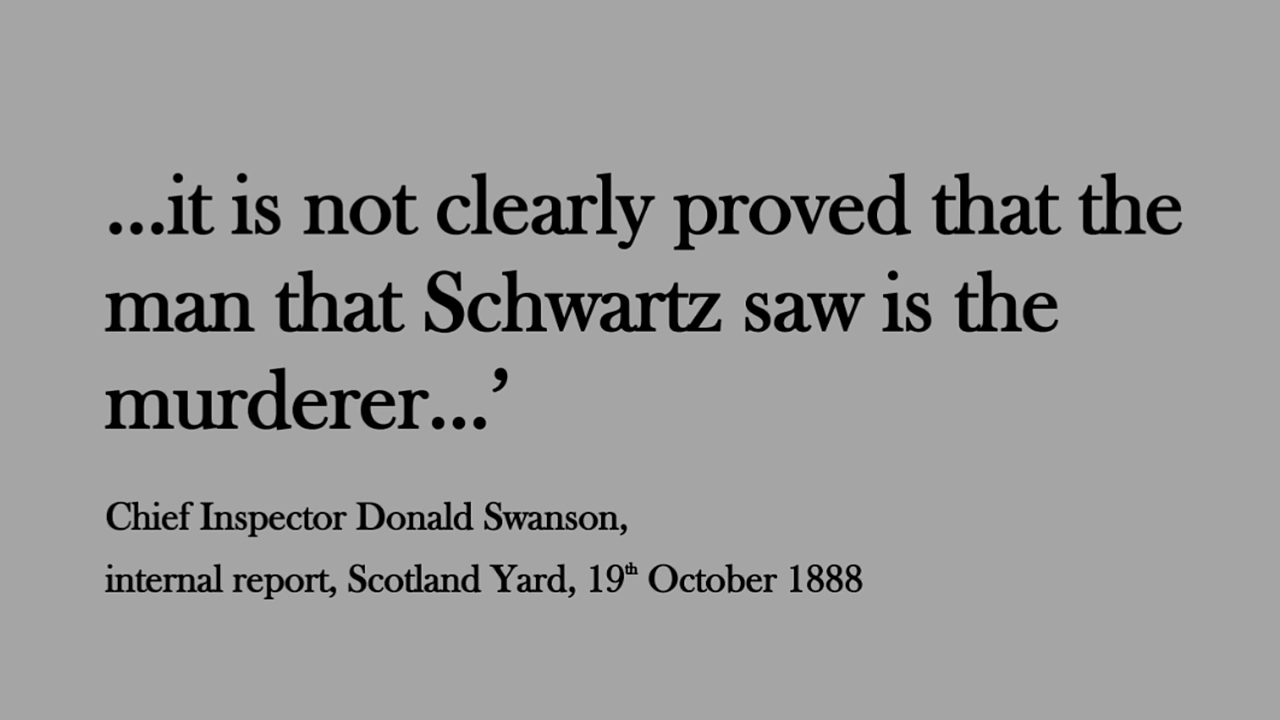 ...it is not clearly proved that the
man that Schwartz saw is the
murderer...’
Chief Inspector Donald Swanson,
internal report, Scotland Yard, 19th October 1888